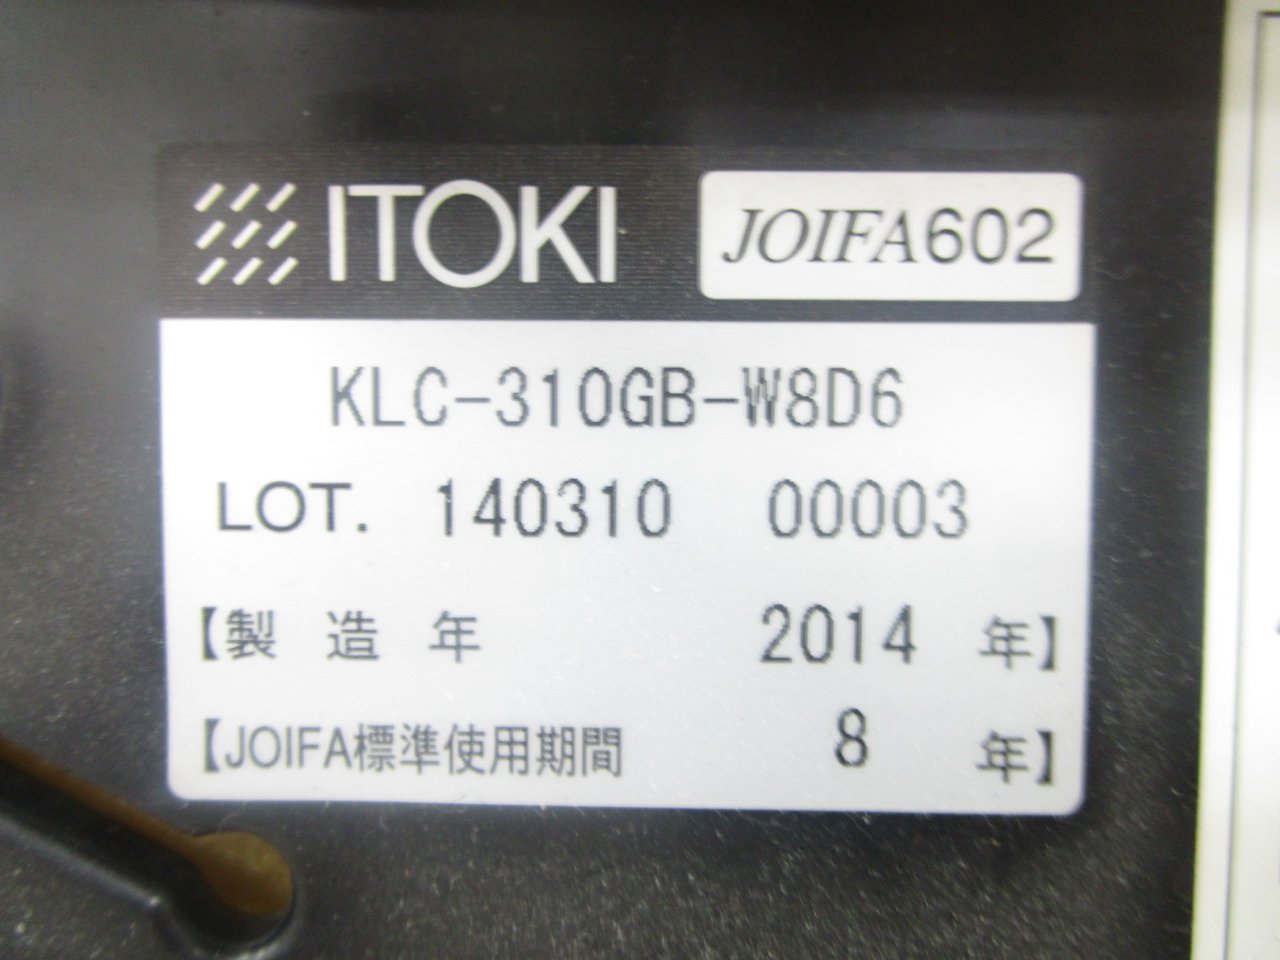 ITOKI JOIFA602
KLC-310GB-W8D6
LOT. 140310 00003
【製 造 年 2014 年】
【JOIFA標準使用期間 8 年】